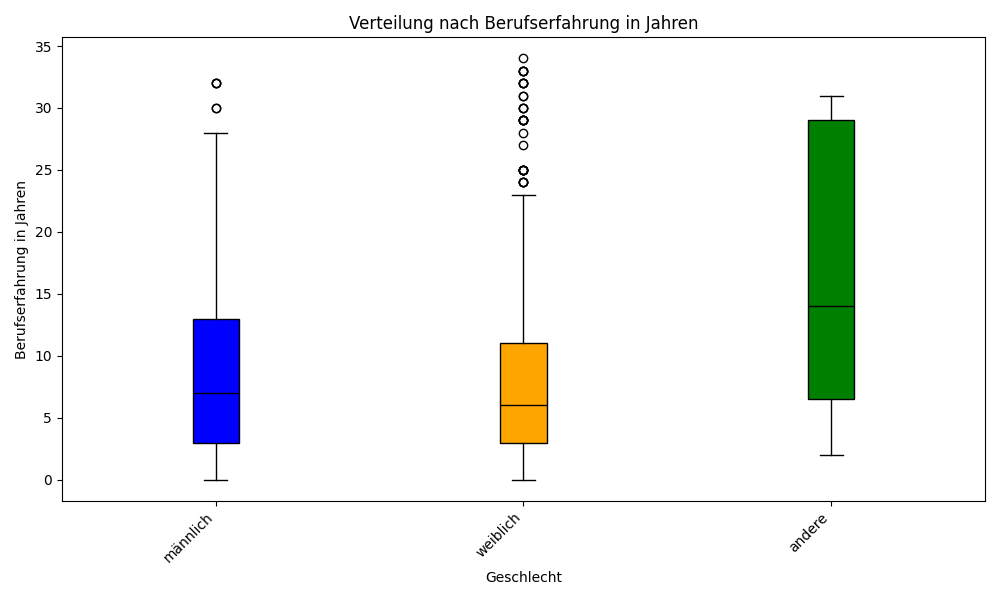 Verteilung nach Berufserfahrung in Jahren
Berufserfahrung in Jahren
35
30
25
20
15
10
5
0
männlich
weiblich
andere
Geschlecht